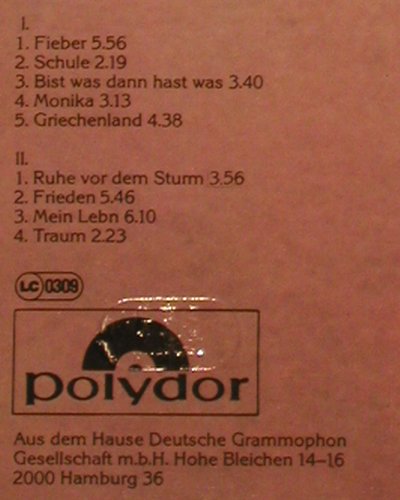 I.
1. Fieber 5.56
2. Schule 2.19
3. Bist was dann hast was 3.40
4. Monika 3.13
5. Griechenland 4.38
II.
1. Ruhe vor dem Sturm 3.56
2. Frieden 5.46
3. Mein Lebn 6.10
4. Traum 2.23
LC 0309
polydor
Aus dem Hause Deutsche Grammophon
Gesellschaft m.b.H. Hohe Bleichen 14–16
2000 Hamburg 36